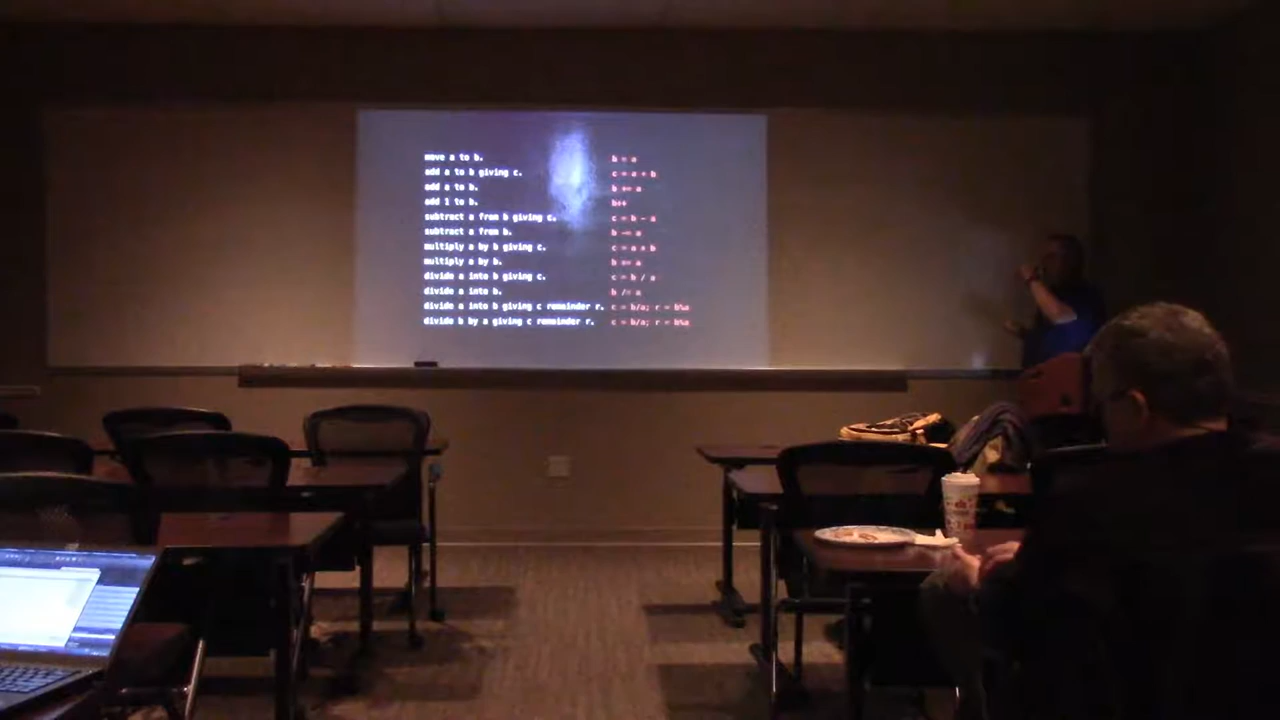 move a to b. b = a
add a to b giving c. c = a + b
add a to b. b += a
add 1 to b. b++
subtract a from b giving c. c = b - a
subtract a from b. b -= a
multiply a by b giving c. c = a * b
multiply a by b. b *= a
divide a into b giving c. c = b / a
divide a into b. b /= a
divide a into b giving c remainder r. c = b/a; r = b%a
divide b by a giving c remainder r. c = b/a; r = b%a